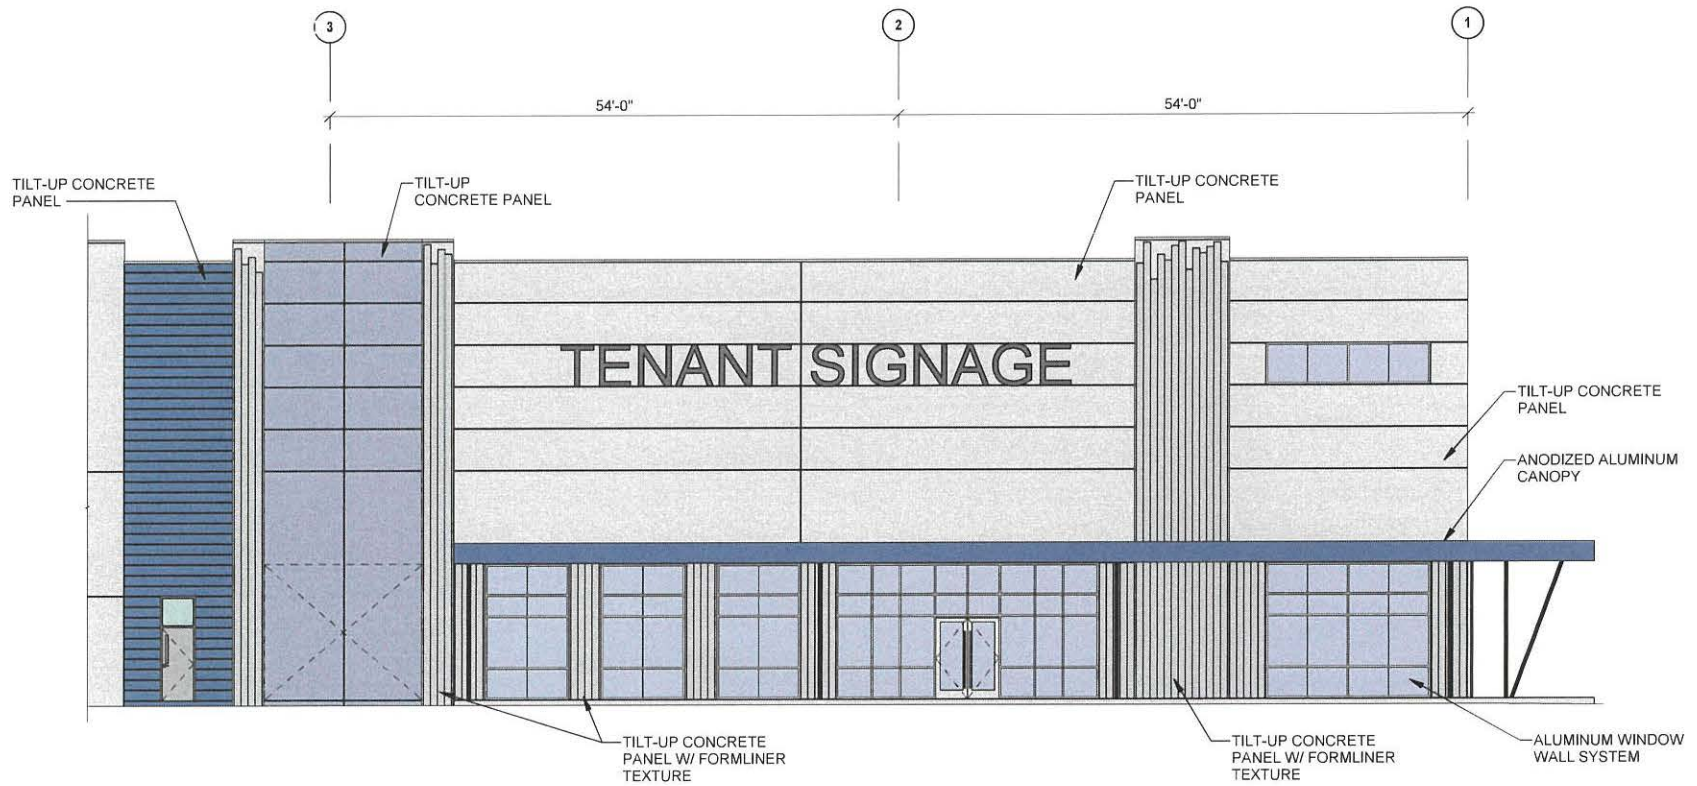 3
2
1
54'-0"
54'-0"
TILT-UP CONCRETE
PANEL
TILT-UP
CONCRETE PANEL
TILT-UP CONCRETE
PANEL
TENANT SIGNAGE
TILT-UP CONCRETE
PANEL
ANODIZED ALUMINUM
CANOPY
TILT-UP CONCRETE
PANEL W/ FORMLINER
TEXTURE
TILT-UP CONCRETE
PANEL W/ FORMLINER
TEXTURE
ALUMINUM WINDOW
WALL SYSTEM